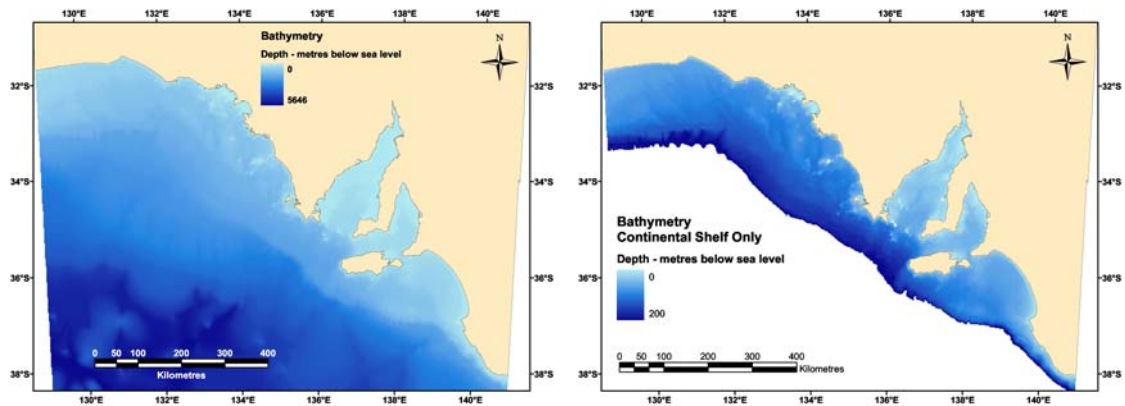 130°E 132°E 134°E 136°E 138°E 140°E
Bathymetry
Depth - metres below sea level
0
5646
N
32°S 32°S
34°S 34°S
36°S 36°S
38°S 38°S
0 50 100 200 300 400
Kilometres
130°E 132°E 134°E 136°E 138°E 140°E
130°E 132°E 134°E 136°E 138°E 140°E
N
32°S 32°S
34°S 34°S
Bathymetry
Continental Shelf Only
Depth - metres below sea level
0
200
36°S 36°S
0 50 100 200 300 400
Kilometres
38°S 38°S
130°E 132°E 134°E 136°E 138°E 140°E